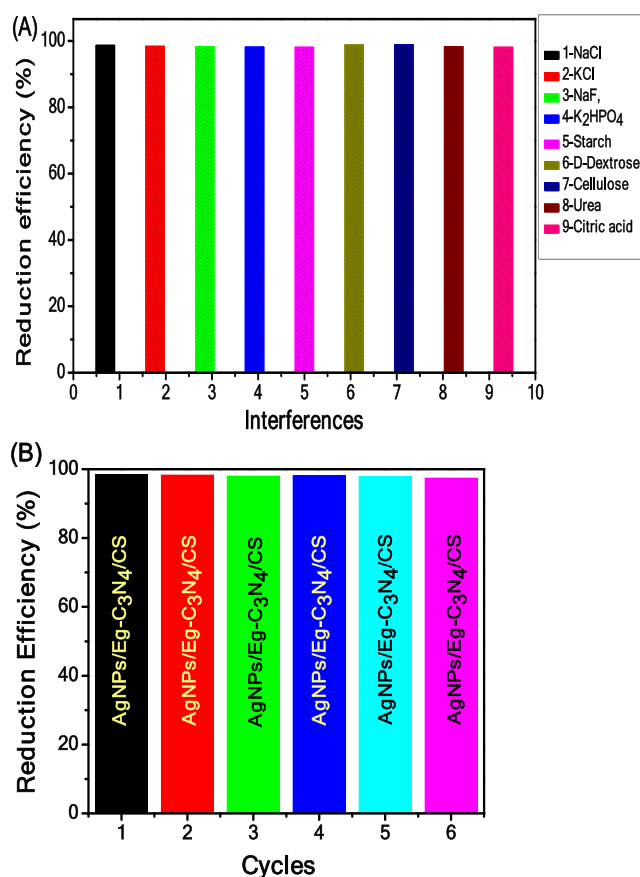 (A)
Reduction efficiency (%)
100
80
60
40
20
0
0 1 2 3 4 5 6 7 8 9 10
Interferences
1-NaCl
2-KCl
3-NaF,
4-K₂HPO₄
5-Starch
6-D-Dextrose
7-Cellulose
8-Urea
9-Citric acid
(B)
Reduction Efficiency (%)
100
80
60
40
20
0
AgNPs/Eg-C₃N₄/CS
AgNPs/Eg-C₃N₄/CS
AgNPs/Eg-C₃N₄/CS
AgNPs/Eg-C₃N₄/CS
AgNPs/Eg-C₃N₄/CS
AgNPs/Eg-C₃N₄/CS
1 2 3 4 5 6
Cycles